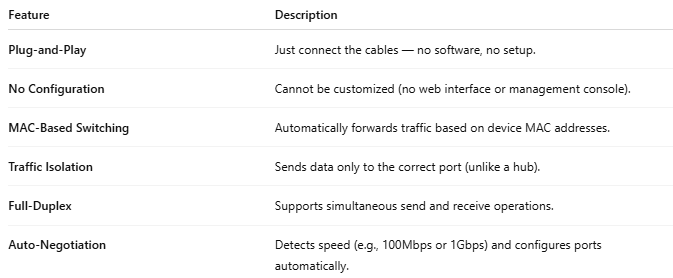 Feature Description
Plug-and-Play Just connect the cables — no software, no setup.
No Configuration Cannot be customized (no web interface or management console).
MAC-Based Switching Automatically forwards traffic based on device MAC addresses.
Traffic Isolation Sends data only to the correct port (unlike a hub).
Full-Duplex Supports simultaneous send and receive operations.
Auto-Negotiation Detects speed (e.g., 100Mbps or 1Gbps) and configures ports
automatically.